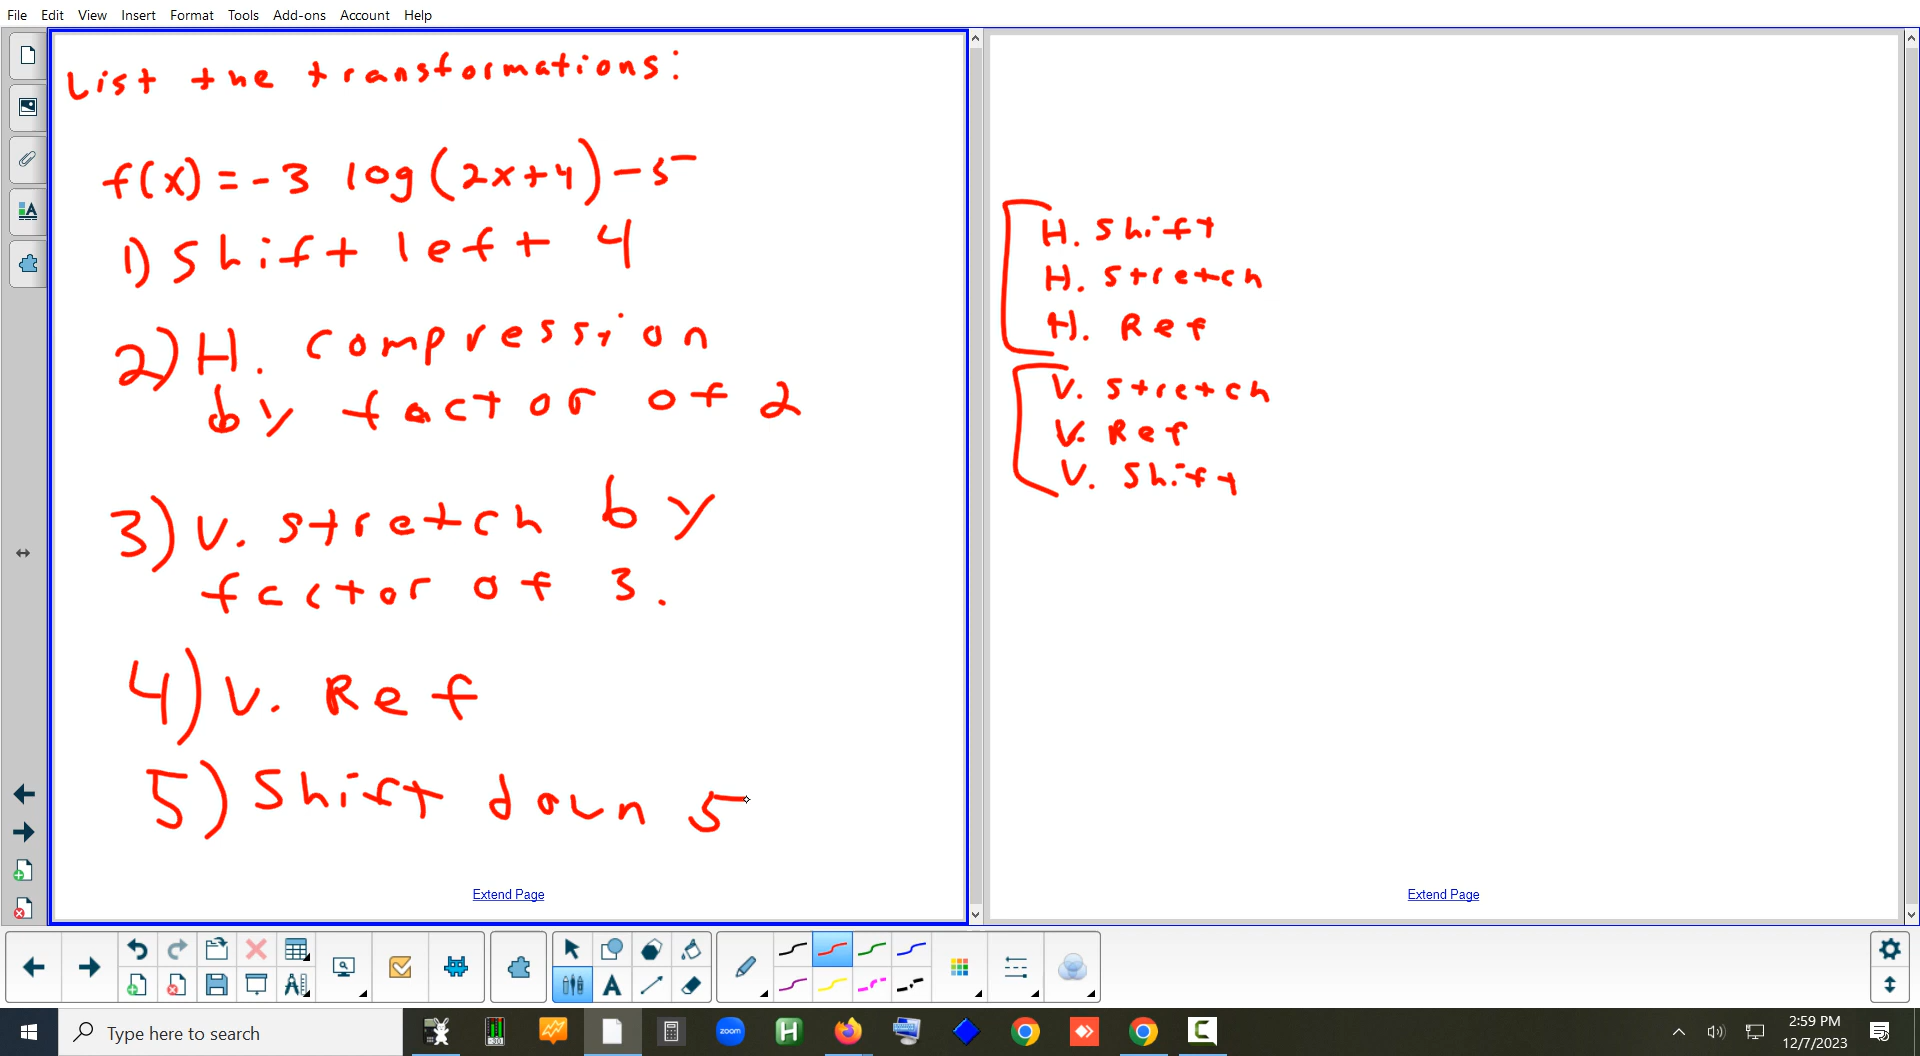 File Edit View Insert Format Tools Add-ons Account Help
List the transformations:
f(x) = -3 log(2x+4) - 5
1) Shift left 4
2) H. compression
by factor of 2
3) V. stretch by
factor of 3.
4) V. Ref
5) Shift down 5
Extend Page
H. Shift
H. Stretch
H. Ref
V. Stretch
V. Ref
V. Shift
Extend Page
Type here to search
zoom
2:59 PM
12/7/2023